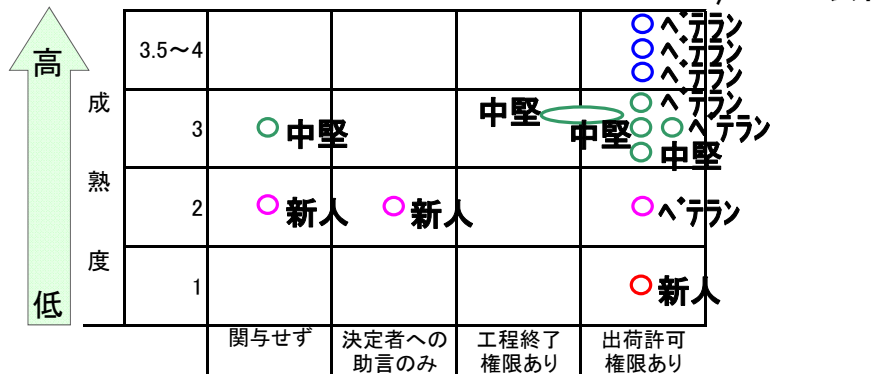 高
成
熟
度
低
3.5～4
ベテラン
ベテラン
ベテラン
3
中堅
中堅
中堅
ベテラン
ベテラン
中堅
2
新人
新人
ベテラン
1
新人
関与せず
決定者への
助言のみ
工程終了
権限あり
出荷許可
権限あり